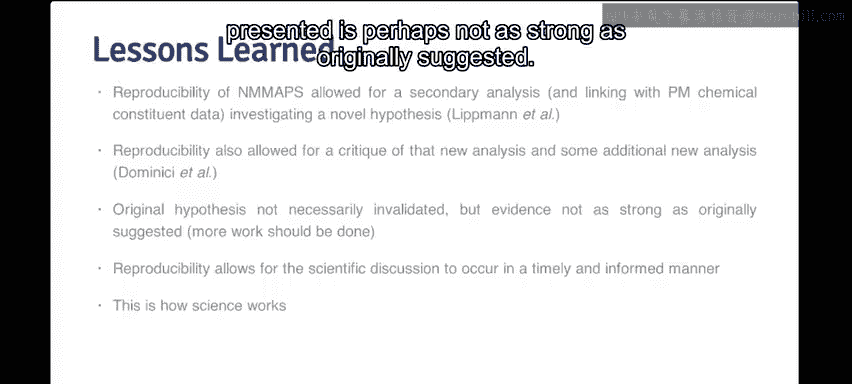 presented is perhaps not as strong as
originally suggested.
Lessons Learned
· Reproducibility of NMMAPS allowed for a secondary analysis (and linking with PM chemical
constituent data) investigating a novel hypothesis (Lippmann et al.)
· Reproducibility also allowed for a critique of that new analysis and some additional new analysis
(Dominici et al.)
· Original hypothesis not necessarily invalidated, but evidence not as strong as originally
suggested (more work should be done)
· Reproducibility allows for the scientific discussion to occur in a timely and informed manner
· This is how science works